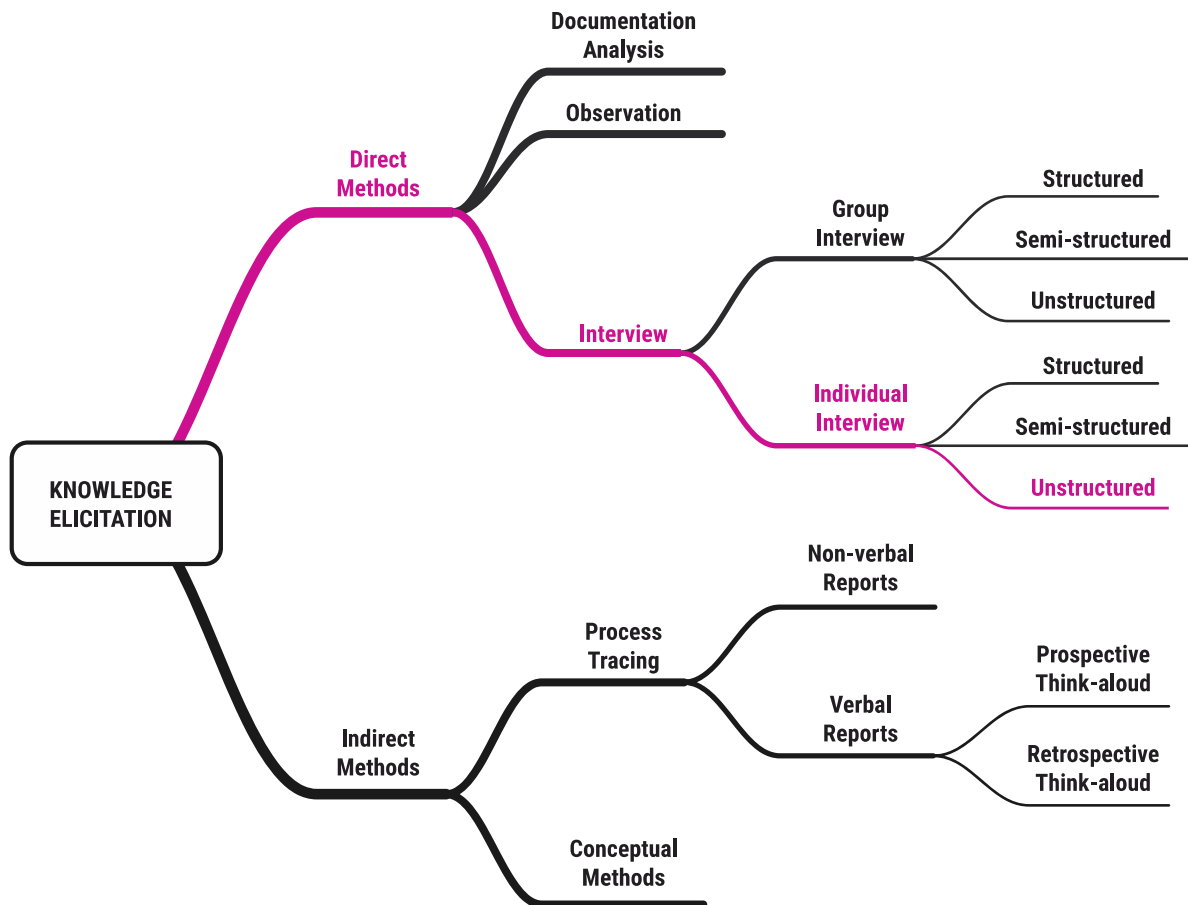 Documentation
Analysis
Observation
Direct
Methods
Structured
Group
Interview
Semi-structured
Unstructured
Interview
Structured
Individual
Interview
Semi-structured
Unstructured
KNOWLEDGE
ELICITATION
Non-verbal
Reports
Process
Tracing
Prospective
Think-aloud
Verbal
Reports
Indirect
Methods
Retrospective
Think-aloud
Conceptual
Methods